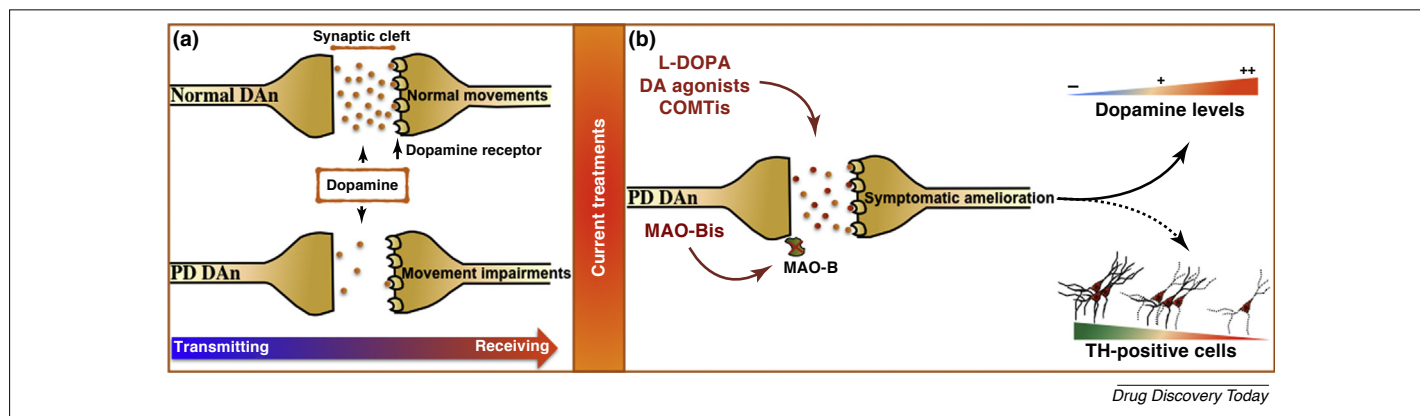 (a)
Synaptic cleft
Normal DAn
Normal movements
Dopamine receptor
Dopamine
PD DAn
Movement impairments
Transmitting
Receiving
Current treatments
(b)
L-DOPA
DA agonists
COMTis
PD DAn
Symptomatic amelioration
MAO-Bis
MAO-B
–
+
++
Dopamine levels
TH-positive cells
Drug Discovery Today